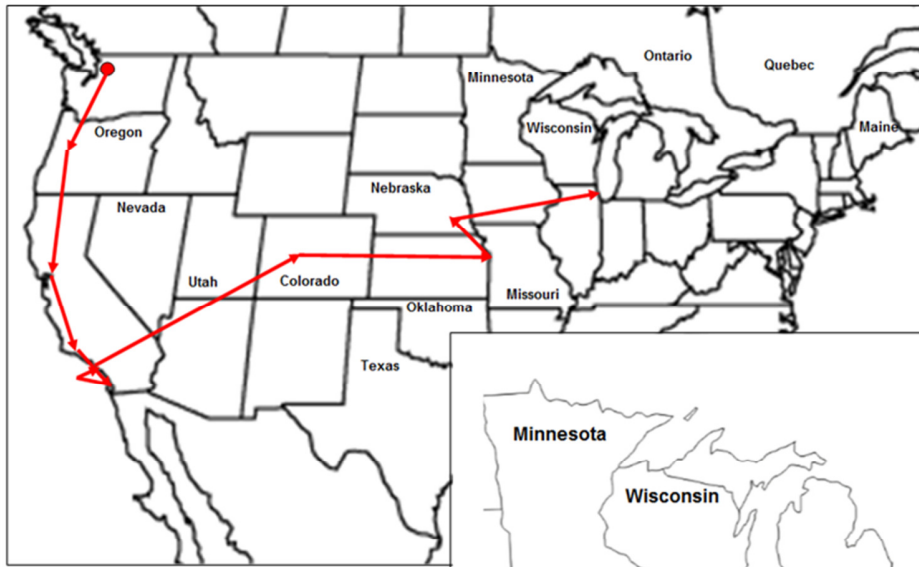 Ontario
Quebec
Minnesota
Oregon
Wisconsin
Maine
Nebraska
Nevada
Utah
Colorado
Missouri
Oklahoma
Texas
Minnesota
Wisconsin